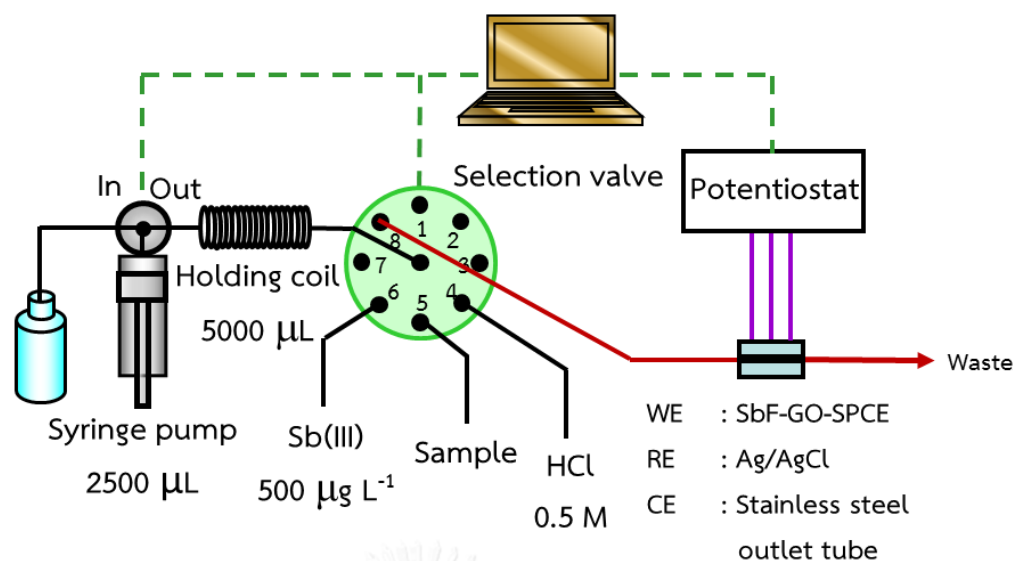 In Out
Selection valve
Potentiostat
1
2
3
4
5
6
7
8
Holding coil
5000 μL
Waste
Syringe pump
2500 μL
Sb(III)
500 μg L⁻¹
Sample
HCl
0.5 M
WE : SbF-GO-SPCE
RE : Ag/AgCl
CE : Stainless steel
outlet tube